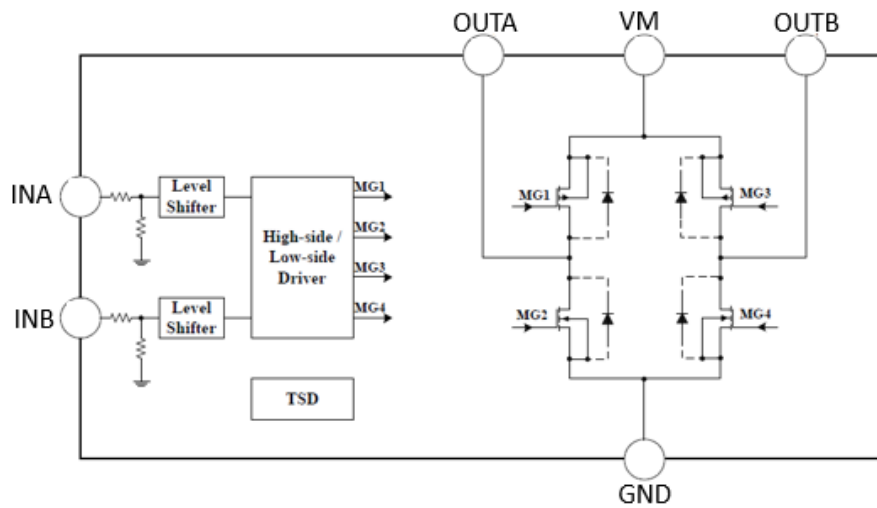 OUTA
VM
OUTB
INA
Level
Shifter
MG1
MG2
MG3
MG4
High-side /
Low-side
Driver
INB
Level
Shifter
TSD
MG1
MG3
MG2
MG4
GND